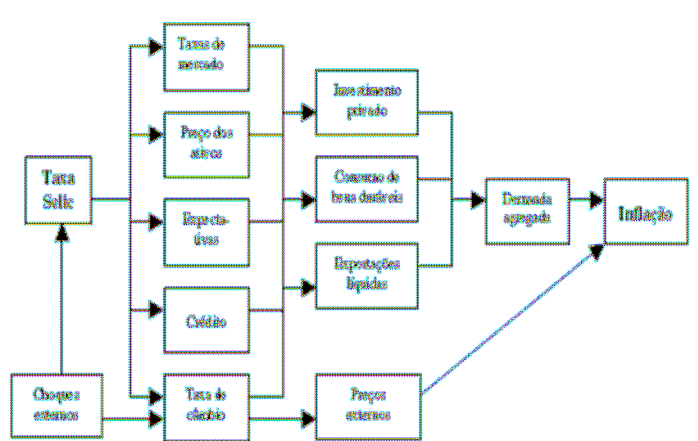 Taxas de
mercado
Preço dos
ativos
Expecta-
tivas
Crédito
Taxa de
câmbio
Taxa
Selic
Choques
externos
Investimento
privado
Consumo de
bens duráveis
Exportações
líquidas
Preços
externos
Demanda
agregada
Inflação